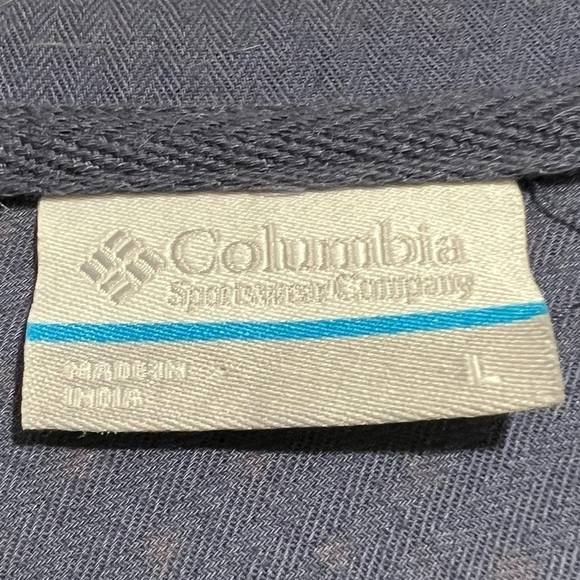 Columbia
Sportswear Company
MADE IN
INDIA
L